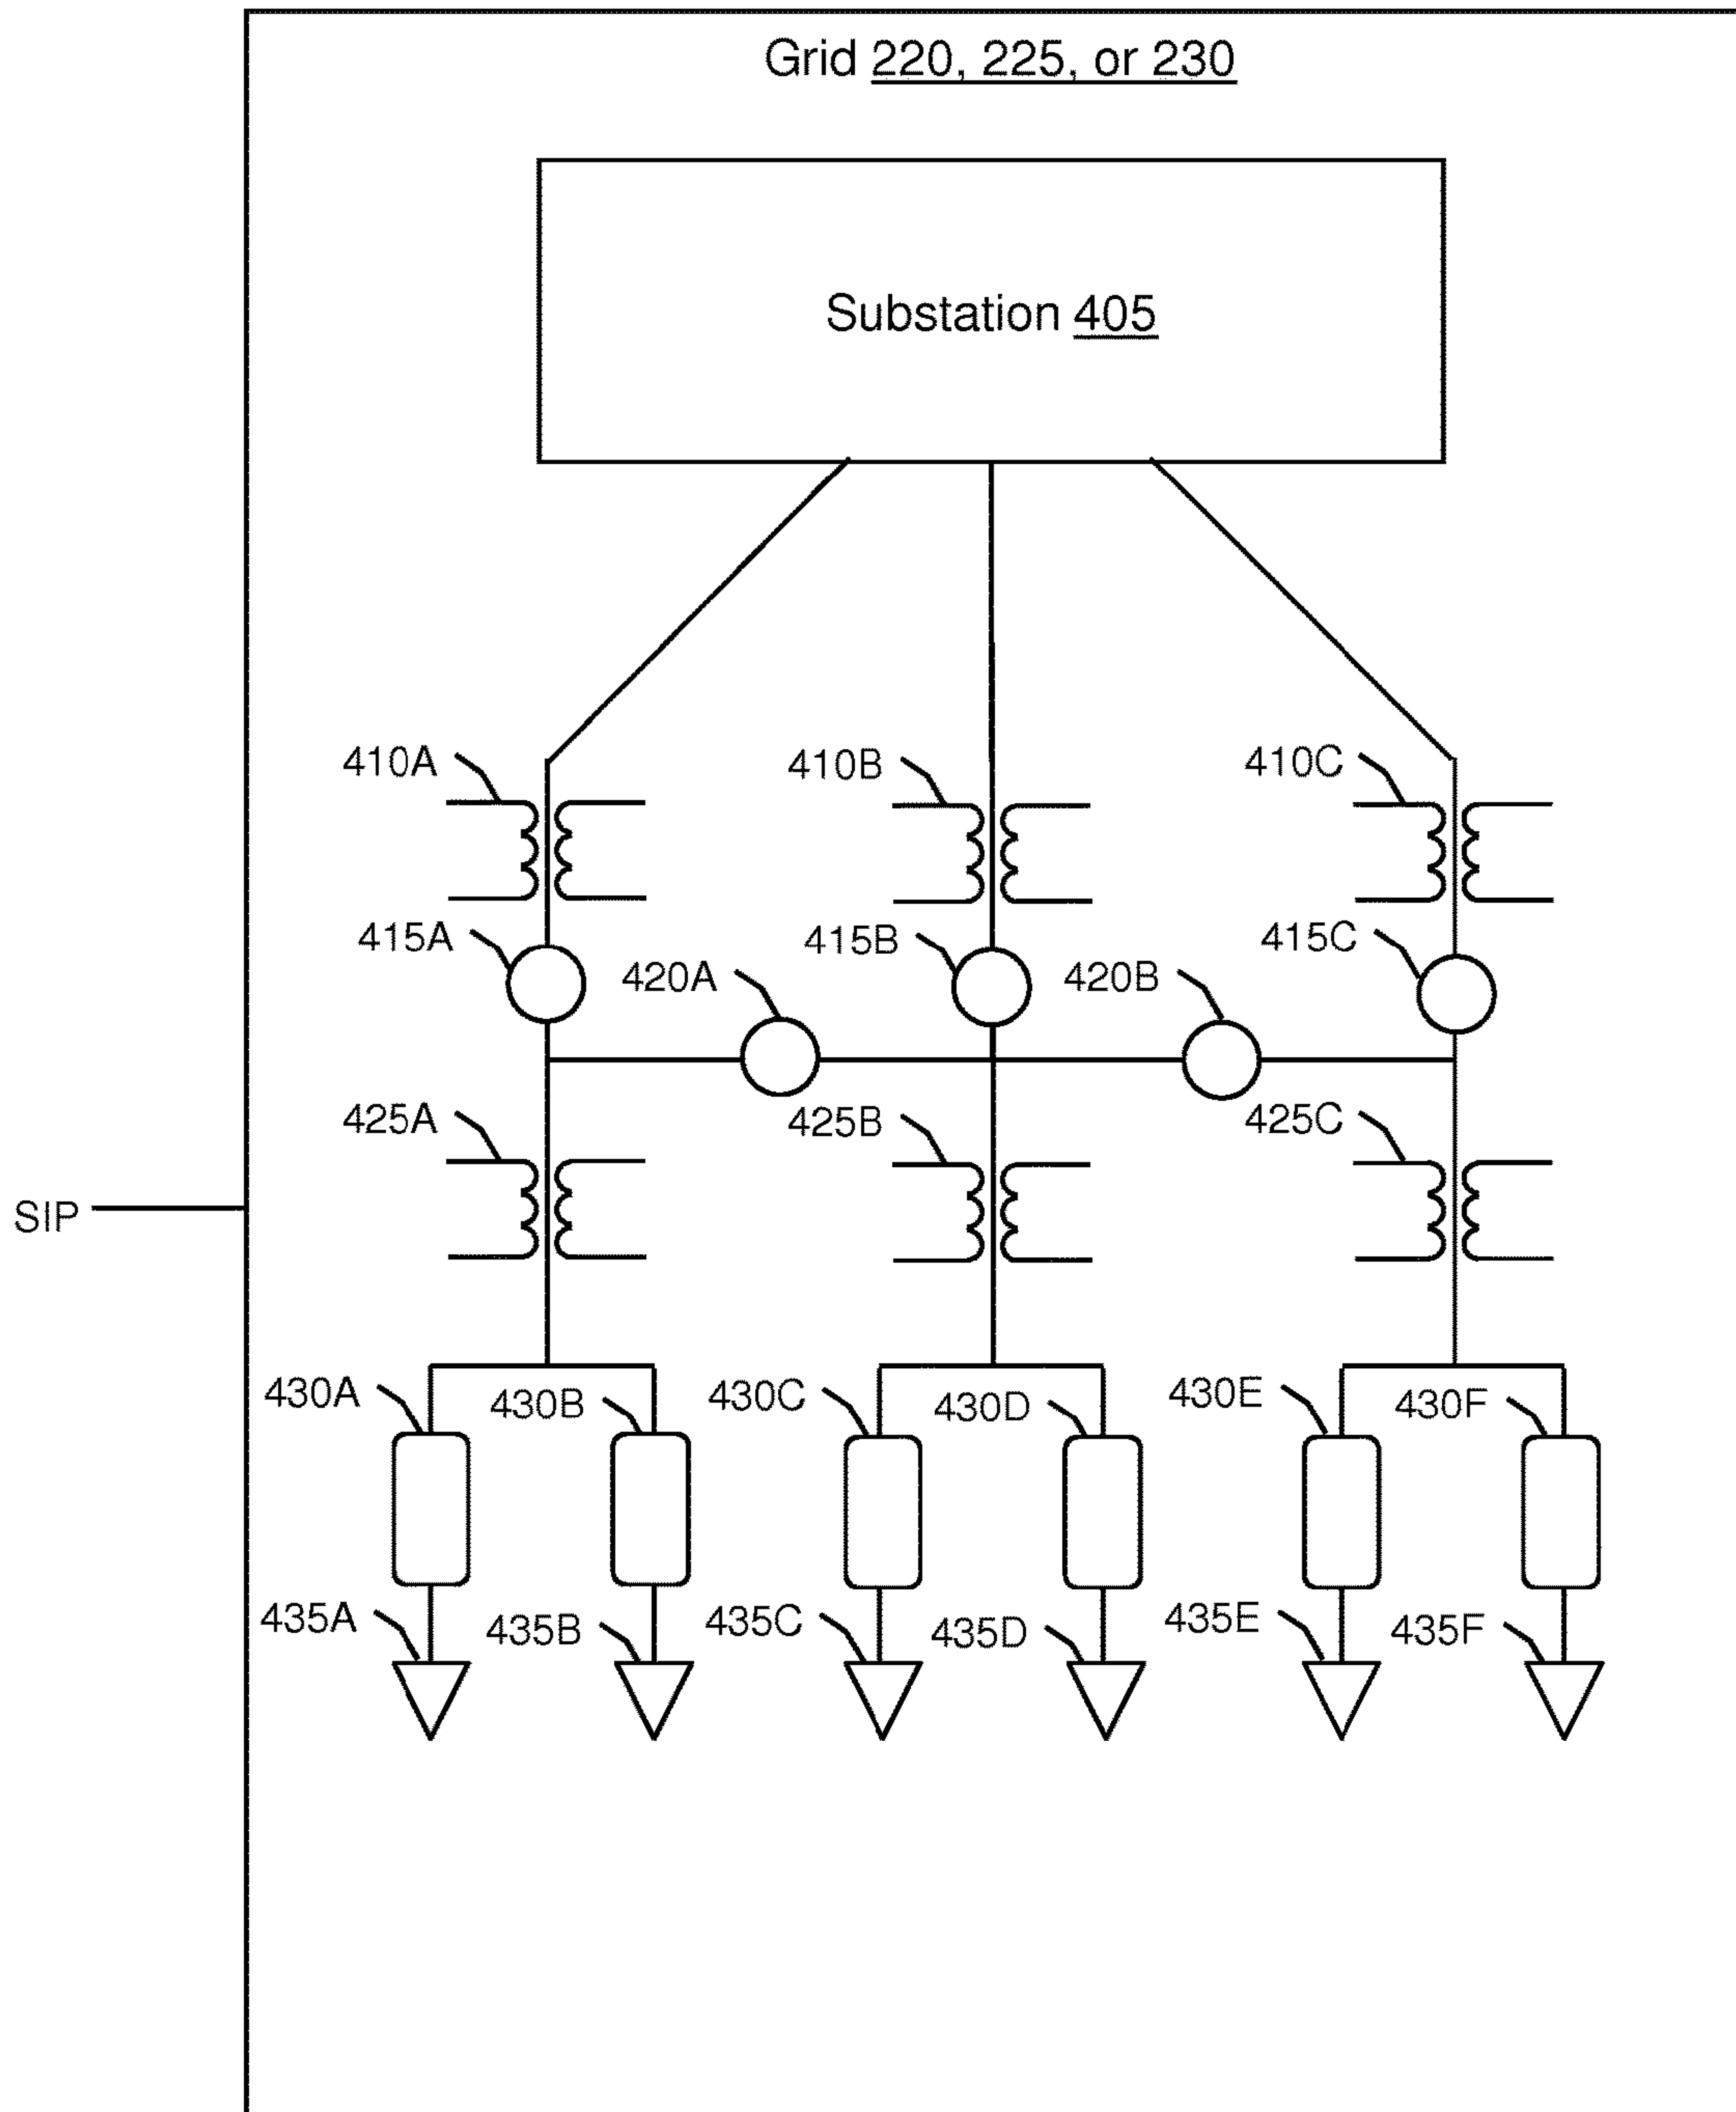 Grid 220, 225, or 230
Substation 405
410A
410B
410C
415A
415B
415C
420A
420B
425A
425B
425C
SIP
430A
430B
430C
430D
430E
430F
435A
435B
435C
435D
435E
435F